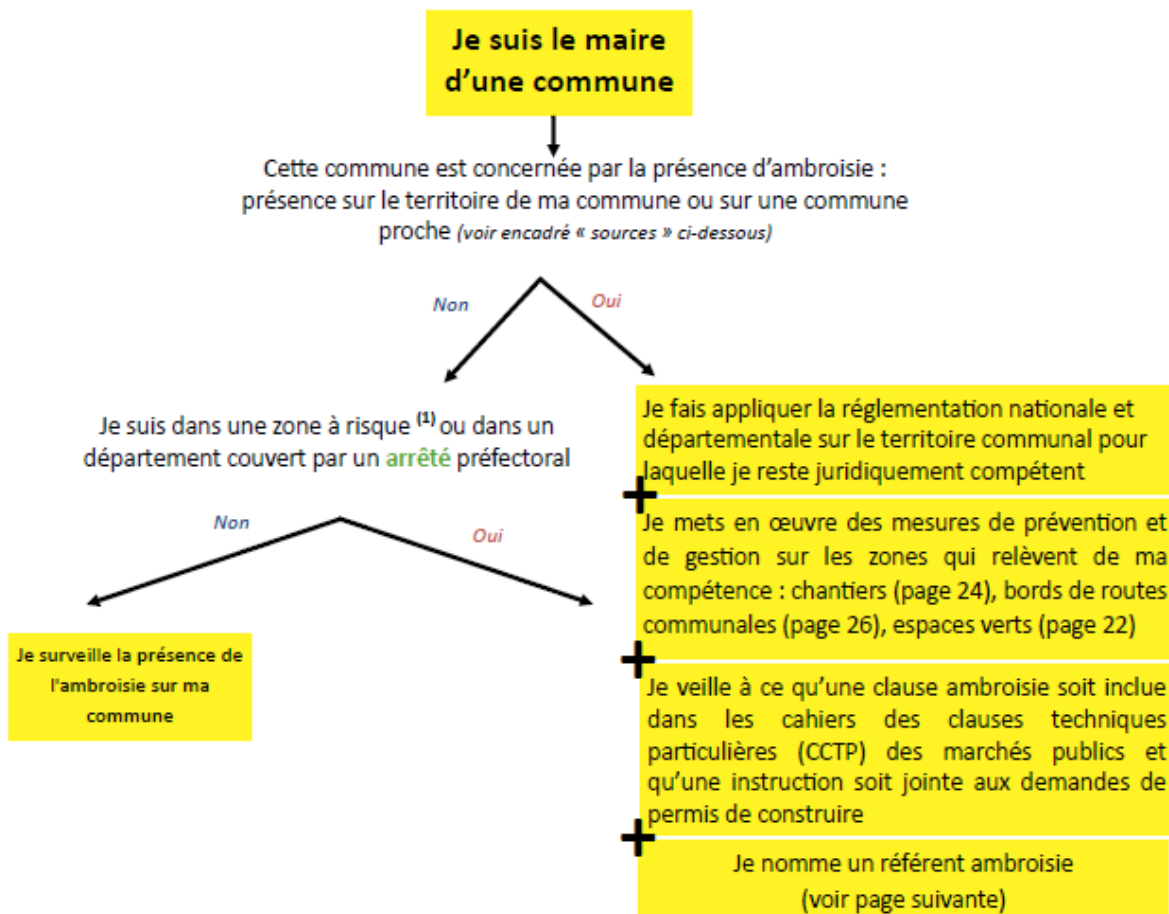 Je suis le maire
d'une commune
Cette commune est concernée par la présence d'ambroisie :
présence sur le territoire de ma commune ou sur une commune
proche (voir encadré « sources » ci-dessous)
Non
Oui
Je suis dans une zone à risque (1) ou dans un
département couvert par un arrêté préfectoral
Non
Oui
Je surveille la présence de
l'ambroisie sur ma
commune
Je fais appliquer la réglementation nationale et
départementale sur le territoire communal pour
laquelle je reste juridiquement compétent
+
Je mets en œuvre des mesures de prévention et
de gestion sur les zones qui relèvent de ma
compétence : chantiers (page 24), bords de routes
communales (page 26), espaces verts (page 22)
+
Je veille à ce qu'une clause ambroisie soit inclue
dans les cahiers des clauses techniques
particulières (CCTP) des marchés publics et
qu'une instruction soit jointe aux demandes de
permis de construire
+
Je nomme un référent ambroisie
(voir page suivante)